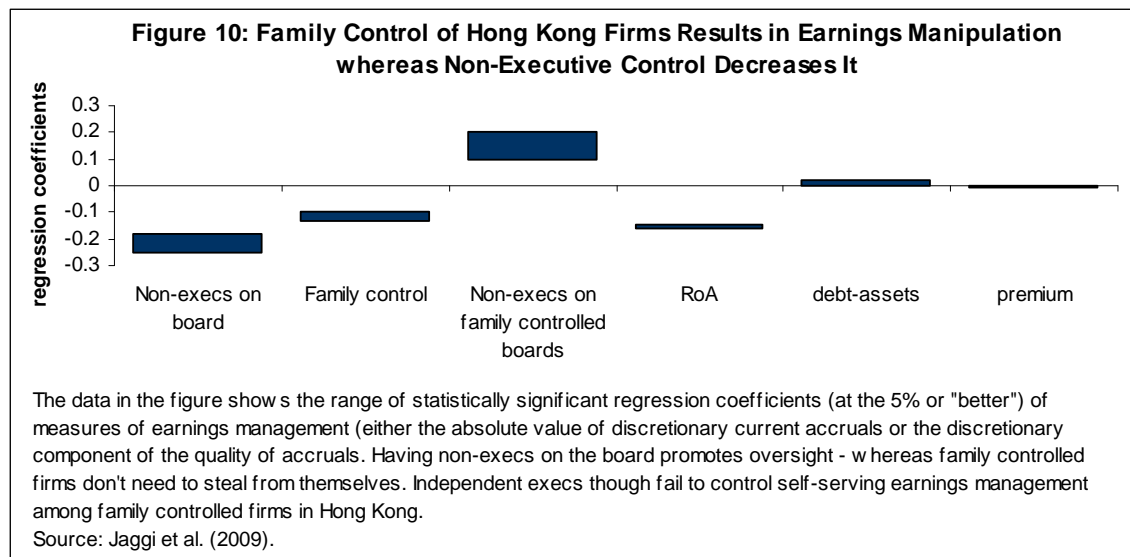 Figure 10: Family Control of Hong Kong Firms Results in Earnings Manipulation
whereas Non-Executive Control Decreases It
regression coefficients
0.3
0.2
0.1
0
-0.1
-0.2
-0.3
Non-execs on
board
Family control
Non-execs on
family controlled
boards
RoA
debt-assets
premium
The data in the figure shows the range of statistically significant regression coefficients (at the 5% or "better") of
measures of earnings management (either the absolute value of discretionary current accruals or the discretionary
component of the quality of accruals. Having non-execs on the board promotes oversight - whereas family controlled
firms don't need to steal from themselves. Independent execs though fail to control self-serving earnings management
among family controlled firms in Hong Kong.
Source: Jaggi et al. (2009).